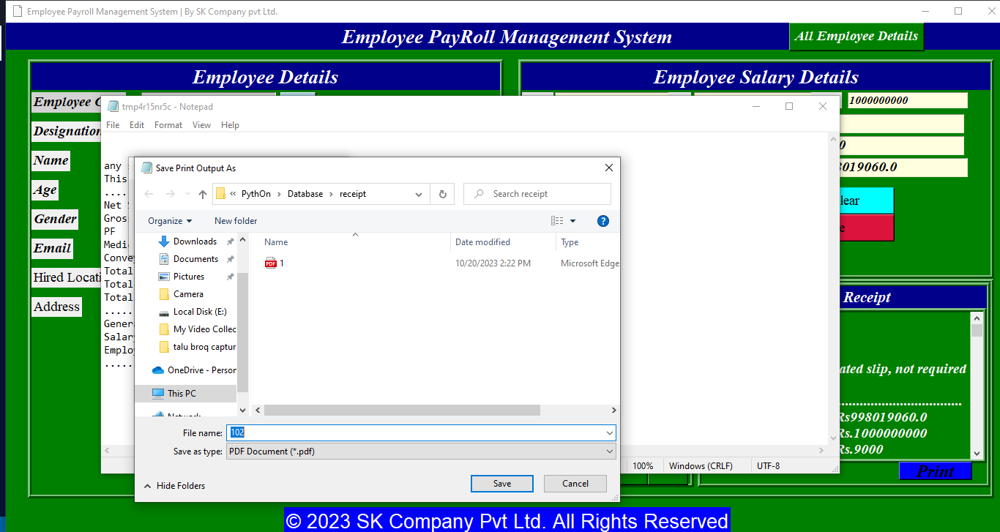 Employee Payroll Management System | By SK Company pvt Ltd.
Employee PayRoll Management System
All Employee Details
Employee Details
Employee Salary Details
Employee
1000000000
Designation
Name
Age
Gender
Email
Hired Locati
Address
0
019060.0
lear
e
tmp4r15nr5c - Notepad
File Edit Format View Help
any
This
....
Net
Gros
PF
Medi
Conve
Total
Total
Total
.....
Genera
Salary
Employ
.....
Save Print Output As
« PythOn › Database › receipt
Search receipt
Organize
New folder
?
Downloads
Documents
Pictures
Camera
Local Disk (E:)
My Video Collec
talu broq captur
OneDrive - Person
This PC
Network
Name Date modified Type
PDF 1 10/20/2023 2:22 PM Microsoft Edge
File name: 102
Save as type: PDF Document (*.pdf)
Hide Folders
Save
Cancel
100% Windows (CRLF) UTF-8
Receipt
ated slip, not required
................................
Rs998019060.0
Rs.1000000000
Rs.9000
Print
© 2023 SK Company Pvt Ltd. All Rights Reserved